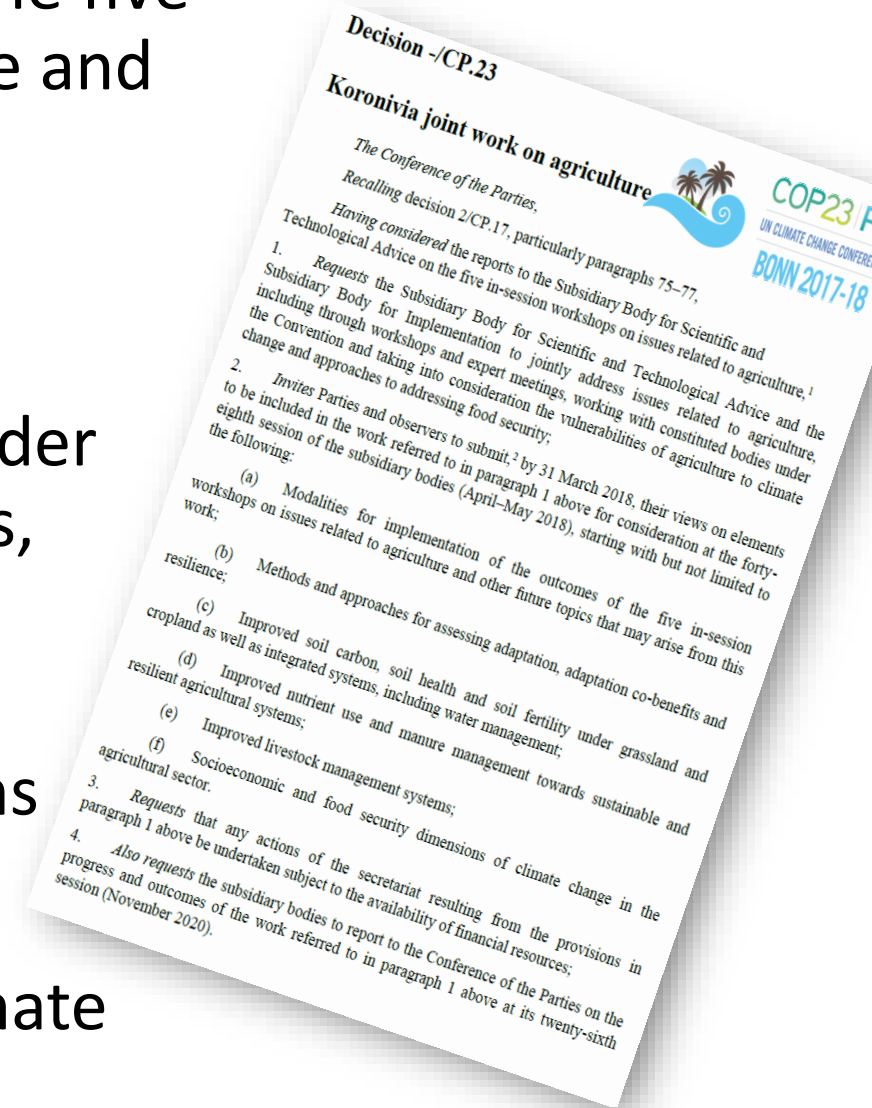 e and
der
s,
nate
Decision -/CP.23
Koronivia joint work on agriculture
COP23
UN CLIMATE CHANGE CONFERE
BONN 2017-18
The Conference of the Parties,
Recalling decision 2/CP.17, particularly paragraphs 75–77,
Having considered the reports to the Subsidiary Body for Scientific and
Technological Advice on the five in-session workshops on issues related to agriculture,1
1. Requests the Subsidiary Body for Scientific and Technological Advice and the
Subsidiary Body for Implementation to jointly address issues related to agriculture,
including through workshops and expert meetings, working with constituted bodies under
the Convention and taking into consideration the vulnerabilities of agriculture to climate
change and approaches to addressing food security;
2. Invites Parties and observers to submit,2 by 31 March 2018, their views on elements
to be included in the work referred to in paragraph 1 above for consideration at the forty-
eighth session of the subsidiary bodies (April–May 2018), starting with but not limited to
the following:
(a) Modalities for implementation of the outcomes of the five in-session
workshops on issues related to agriculture and other future topics that may arise from this
work;
(b) Methods and approaches for assessing adaptation, adaptation co-benefits and
resilience;
(c) Improved soil carbon, soil health and soil fertility under grassland and
cropland as well as integrated systems, including water management;
(d) Improved nutrient use and manure management towards sustainable and
resilient agricultural systems;
(e) Improved livestock management systems;
(f) Socioeconomic and food security dimensions of climate change in the
agricultural sector.
3. Requests that any actions of the secretariat resulting from the provisions in
paragraph 1 above be undertaken subject to the availability of financial resources;
4. Also requests the subsidiary bodies to report to the Conference of the Parties on the
progress and outcomes of the work referred to in paragraph 1 above at its twenty-sixth
session (November 2020).